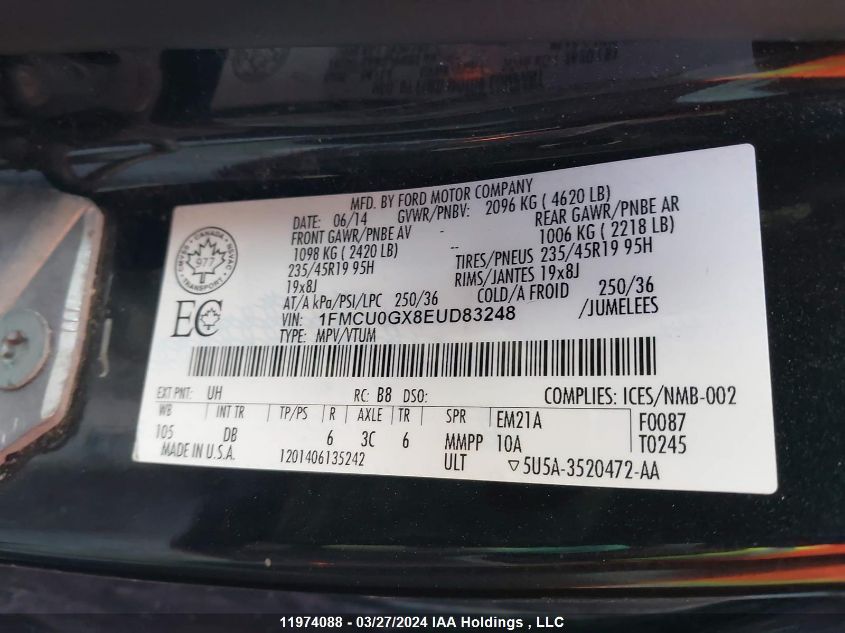 MFD. BY FORD MOTOR COMPANY
DATE: 06/14 GVWR/PNBV: 2096 KG ( 4620 LB)
FRONT GAWR/PNBE AV - REAR GAWR/PNBE AR
1098 KG ( 2420 LB) -- 1006 KG ( 2218 LB)
235/45R19 95H TIRES/PNEUS 235/45R19 95H
19x8J RIMS/JANTES 19x8J
AT/A kPa/PSI/LPC 250/36 COLD/A FROID 250/36
VIN: 1FMCU0GX8EUD83248 /JUMELEES
TYPE: MPV/VTUM
CANADA
977
TRANSPORT
EC
EXT PNT: UH RC: B8 DSO: COMPLIES: ICES/NMB-002
WB INT TR TP/PS R AXLE TR SPR EM21A F0087
105 DB 6 3C 6 MMPP 10A T0245
MADE IN U.S.A. 1201406135242 ULT ▽5U5A-3520472-AA
11974088 - 03/27/2024 IAA Holdings , LLC